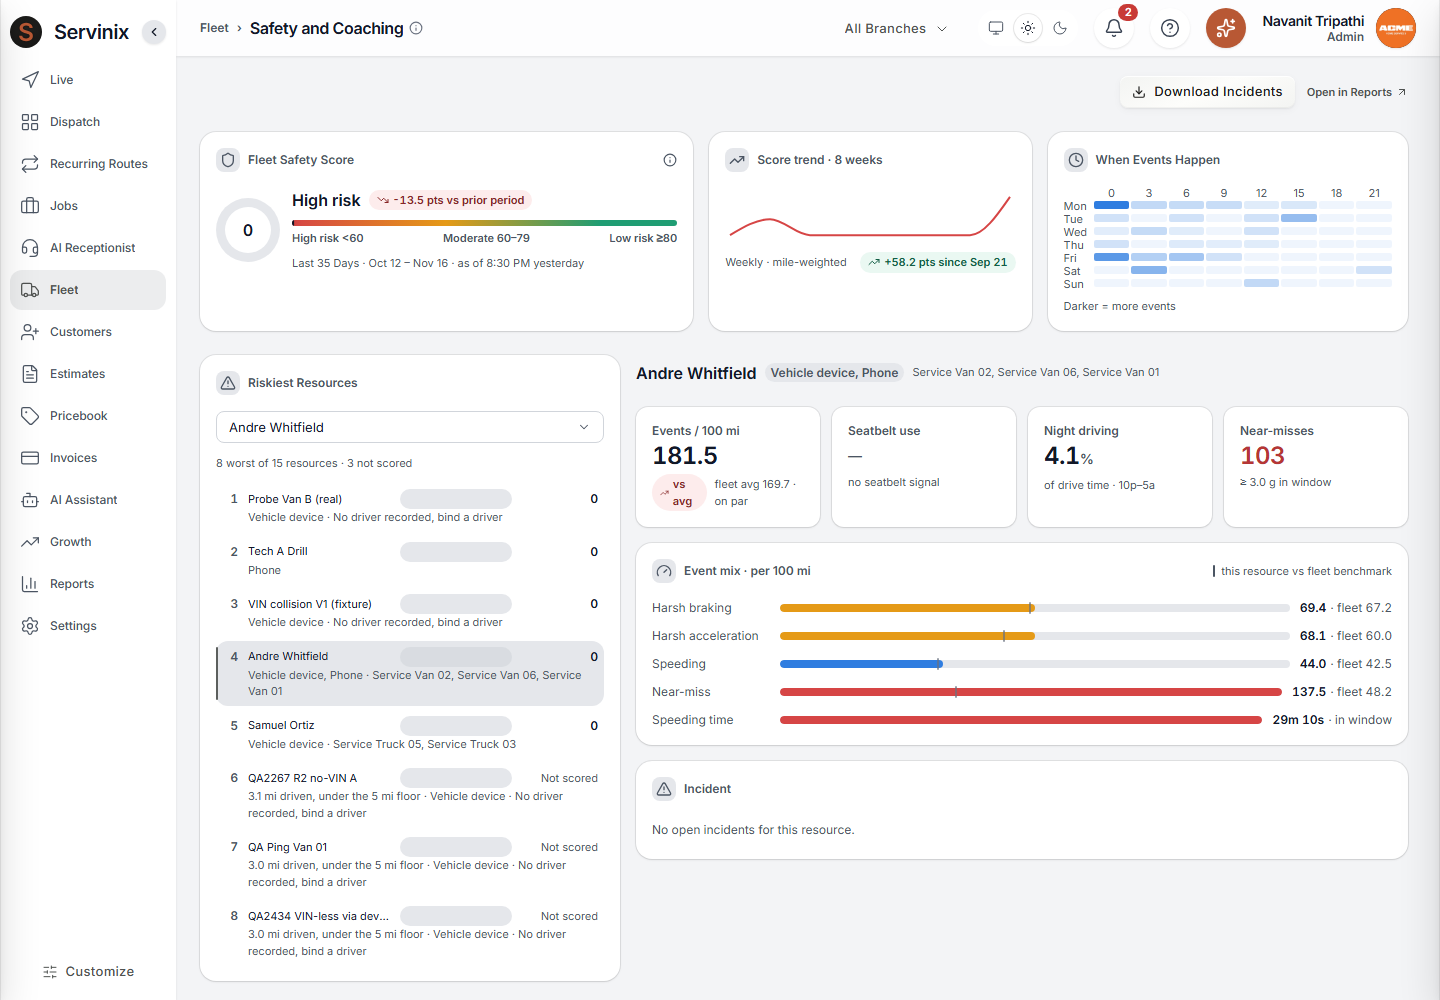 Servinix
Fleet › Safety and Coaching
All Branches
2
Navanit Tripathi
Admin
ACME
Live
Dispatch
Recurring Routes
Jobs
AI Receptionist
Fleet
Customers
Estimates
Pricebook
Invoices
AI Assistant
Growth
Reports
Settings
Customize
Download Incidents
Open in Reports
Fleet Safety Score
0
High risk
-13.5 pts vs prior period
High risk <60
Moderate 60–79
Low risk ≥80
Last 35 Days · Oct 12 – Nov 16 · as of 8:30 PM yesterday
Score trend · 8 weeks
Weekly · mile-weighted
+58.2 pts since Sep 21
When Events Happen
0 3 6 9 12 15 18 21
Mon
Tue
Wed
Thu
Fri
Sat
Sun
Darker = more events
Riskiest Resources
Andre Whitfield
8 worst of 15 resources · 3 not scored
1 Probe Van B (real) 0
Vehicle device · No driver recorded, bind a driver
2 Tech A Drill 0
Phone
3 VIN collision V1 (fixture) 0
Vehicle device · No driver recorded, bind a driver
4 Andre Whitfield 0
Vehicle device, Phone · Service Van 02, Service Van 06, Service
Van 01
5 Samuel Ortiz 0
Vehicle device · Service Truck 05, Service Truck 03
6 QA2267 R2 no-VIN A Not scored
3.1 mi driven, under the 5 mi floor · Vehicle device · No driver
recorded, bind a driver
7 QA Ping Van 01 Not scored
3.0 mi driven, under the 5 mi floor · Vehicle device · No driver
recorded, bind a driver
8 QA2434 VIN-less via dev... Not scored
3.0 mi driven, under the 5 mi floor · Vehicle device · No driver
recorded, bind a driver
Andre Whitfield
Vehicle device, Phone
Service Van 02, Service Van 06, Service Van 01
Events / 100 mi
181.5
vs
avg
fleet avg 169.7 ·
on par
Seatbelt use
—
no seatbelt signal
Night driving
4.1%
of drive time · 10p–5a
Near-misses
103
≥ 3.0 g in window
Event mix · per 100 mi
this resource vs fleet benchmark
Harsh braking 69.4 · fleet 67.2
Harsh acceleration 68.1 · fleet 60.0
Speeding 44.0 · fleet 42.5
Near-miss 137.5 · fleet 48.2
Speeding time 29m 10s · in window
Incident
No open incidents for this resource.